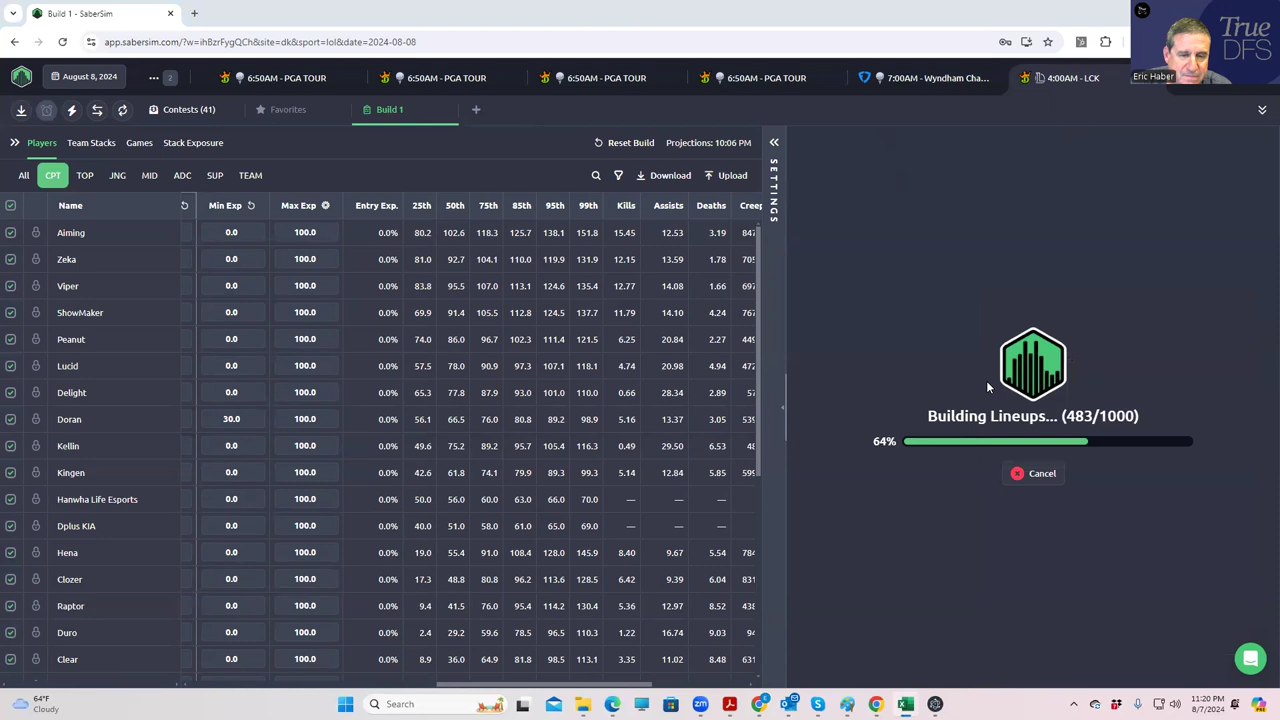 Build 1 - SaberSim
app.sabersim.com/?w=ihBzrFygQCh&site=dk&sport=lol&date=2024-08-08
True
DFS
Eric Haber
August 8, 2024
... 2
6:50AM - PGA TOUR
6:50AM - PGA TOUR
6:50AM - PGA TOUR
6:50AM - PGA TOUR
7:00AM - Wyndham Cha...
4:00AM - LCK
Contests (41)
Favorites
Build 1
Players Team Stacks Games Stack Exposure
Reset Build
Projections: 10:06 PM
All CPT TOP JNG MID ADC SUP TEAM
Download
Upload
SETTINGS
Name Min Exp Max Exp Entry Exp. 25th 50th 75th 85th 95th 99th Kills Assists Deaths Creep
Aiming 0.0 100.0 0.0% 80.2 102.6 118.3 125.7 138.1 151.8 15.45 12.53 3.19 847
Zeka 0.0 100.0 0.0% 81.0 92.7 104.1 110.0 119.9 131.9 12.15 13.59 1.78 705
Viper 0.0 100.0 0.0% 83.8 95.5 107.0 113.1 124.6 135.4 12.77 14.08 1.66 697
ShowMaker 0.0 100.0 0.0% 69.9 91.4 105.5 112.8 124.5 137.7 11.79 14.10 4.24 767
Peanut 0.0 100.0 0.0% 74.0 86.0 96.7 102.3 111.4 121.5 6.25 20.84 2.27 449
Lucid 0.0 100.0 0.0% 57.5 78.0 90.9 97.3 107.1 118.1 4.74 20.98 4.94 472
Delight 0.0 100.0 0.0% 65.3 77.8 87.9 93.0 101.2 110.1 0.66 28.34 2.89 57
Doran 30.0 100.0 0.0% 56.1 66.5 76.0 80.8 89.2 98.9 5.16 13.37 3.05 539
Kellin 0.0 100.0 0.0% 49.6 75.2 89.2 95.7 105.4 116.3 0.49 29.50 6.53 48
Kingen 0.0 100.0 0.0% 42.6 61.8 74.1 79.9 89.3 99.3 5.14 12.84 5.85 599
Hanwha Life Esports 0.0 100.0 0.0% 50.0 56.0 60.0 63.0 66.0 70.0 — — —
Dplus KIA 0.0 100.0 0.0% 40.0 51.0 58.0 61.0 65.0 69.0 — — —
Hena 0.0 100.0 0.0% 19.0 55.4 91.0 108.4 128.0 145.9 8.40 9.67 5.54 784
Clozer 0.0 100.0 0.0% 17.3 48.8 80.8 96.2 113.6 128.5 6.42 9.39 6.04 831
Raptor 0.0 100.0 0.0% 9.4 41.5 76.0 95.4 114.2 130.4 5.36 12.97 8.52 438
Duro 0.0 100.0 0.0% 2.4 29.2 59.6 78.5 96.5 110.3 1.22 16.74 9.03 94
Clear 0.0 100.0 0.0% 8.9 36.0 64.9 81.8 98.5 113.1 3.35 11.02 8.48 631
Building Lineups... (483/1000)
64%
Cancel
64°F
Cloudy
Search
11:20 PM
8/7/2024